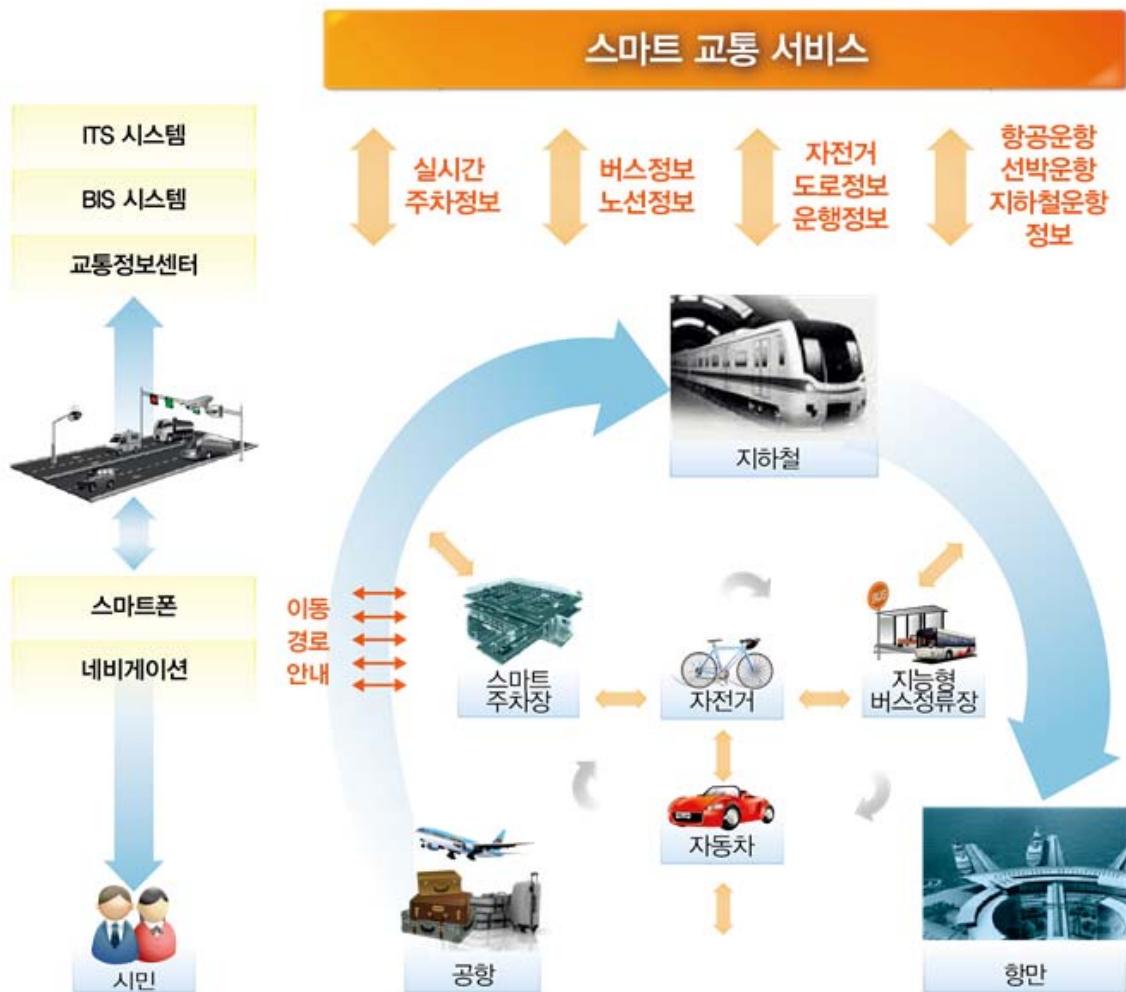 스마트 교통 서비스
ITS 시스템
BIS 시스템
교통정보센터
실시간
주차정보
버스정보
노선정보
자전거
도로정보
운행정보
항공운항
선박운항
지하철운항
정보
지하철
스마트폰
네비게이션
이동
경로
안내
BUS
스마트
주차장
자전거
지능형
버스정류장
자동차
시민
공항
항만